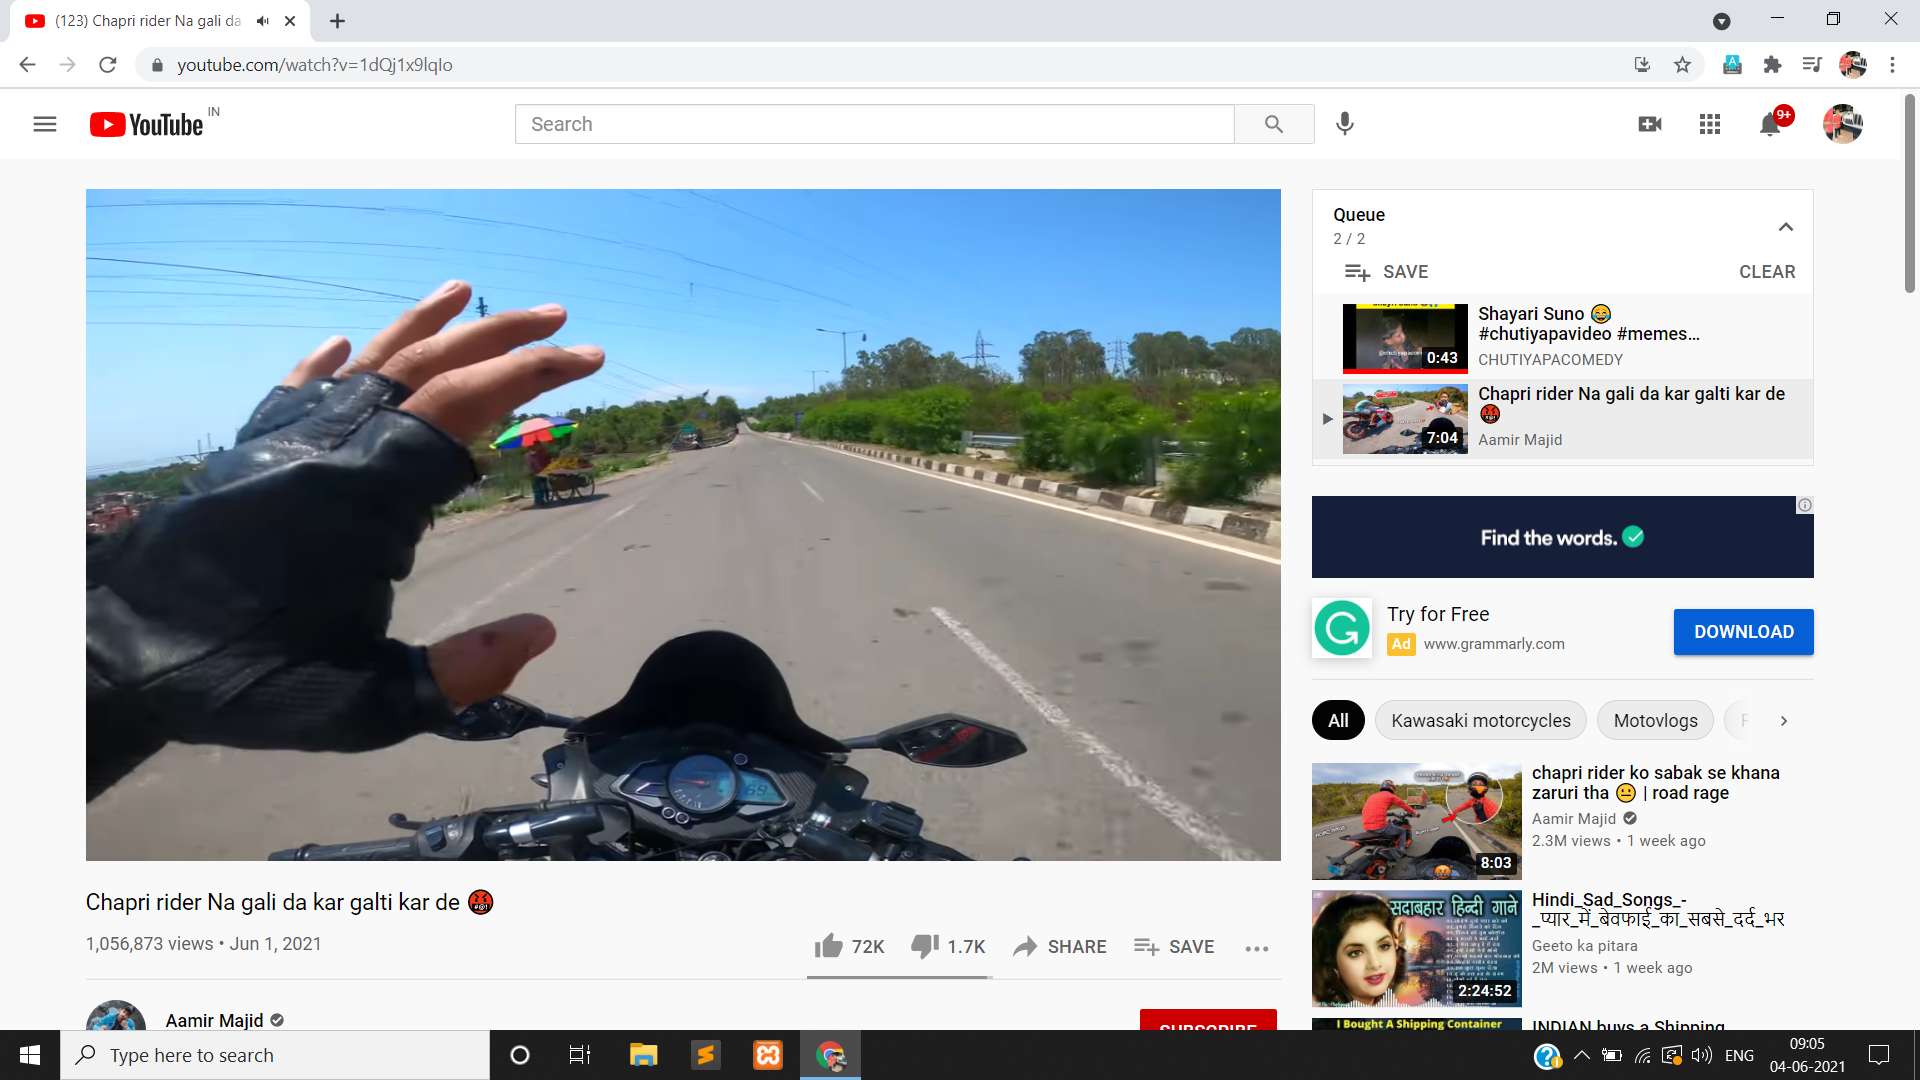 (123) Chapri rider Na gali da
youtube.com/watch?v=1dQj1x9lqIo
YouTube IN
Search
9+
Queue
2 / 2
SAVE
CLEAR
Shayari Suno 😂
#chutiyapavideo #memes...
CHUTIYAPACOMEDY
0:43
Chapri rider Na gali da kar galti kar de
🤬
Aamir Majid
7:04
Find the words.
Try for Free
Ad www.grammarly.com
DOWNLOAD
All
Kawasaki motorcycles
Motovlogs
chapri rider ko sabak se khana
zaruri tha 😐 | road rage
Aamir Majid
2.3M views • 1 week ago
8:03
सदाबहार हिन्दी गाने
2:24:52
Hindi_Sad_Songs_-
_प्यार_में_बेवफाई_का_सबसे_दर्द_भर
Geeto ka pitara
2M views • 1 week ago
I Bought A Shipping Container
INDIAN buys a Shipping
Chapri rider Na gali da kar galti kar de 🤬
1,056,873 views • Jun 1, 2021
72K
1.7K
SHARE
SAVE
Aamir Majid
SUBSCRIBE
Type here to search
ENG
09:05
04-06-2021